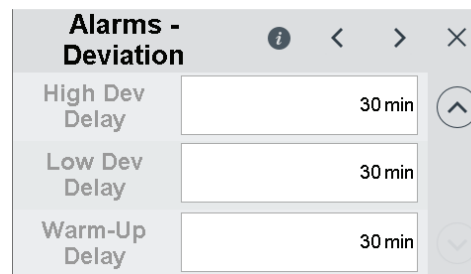 Alarms -
Deviation
High Dev
Delay
30 min
Low Dev
Delay
30 min
Warm-Up
Delay
30 min